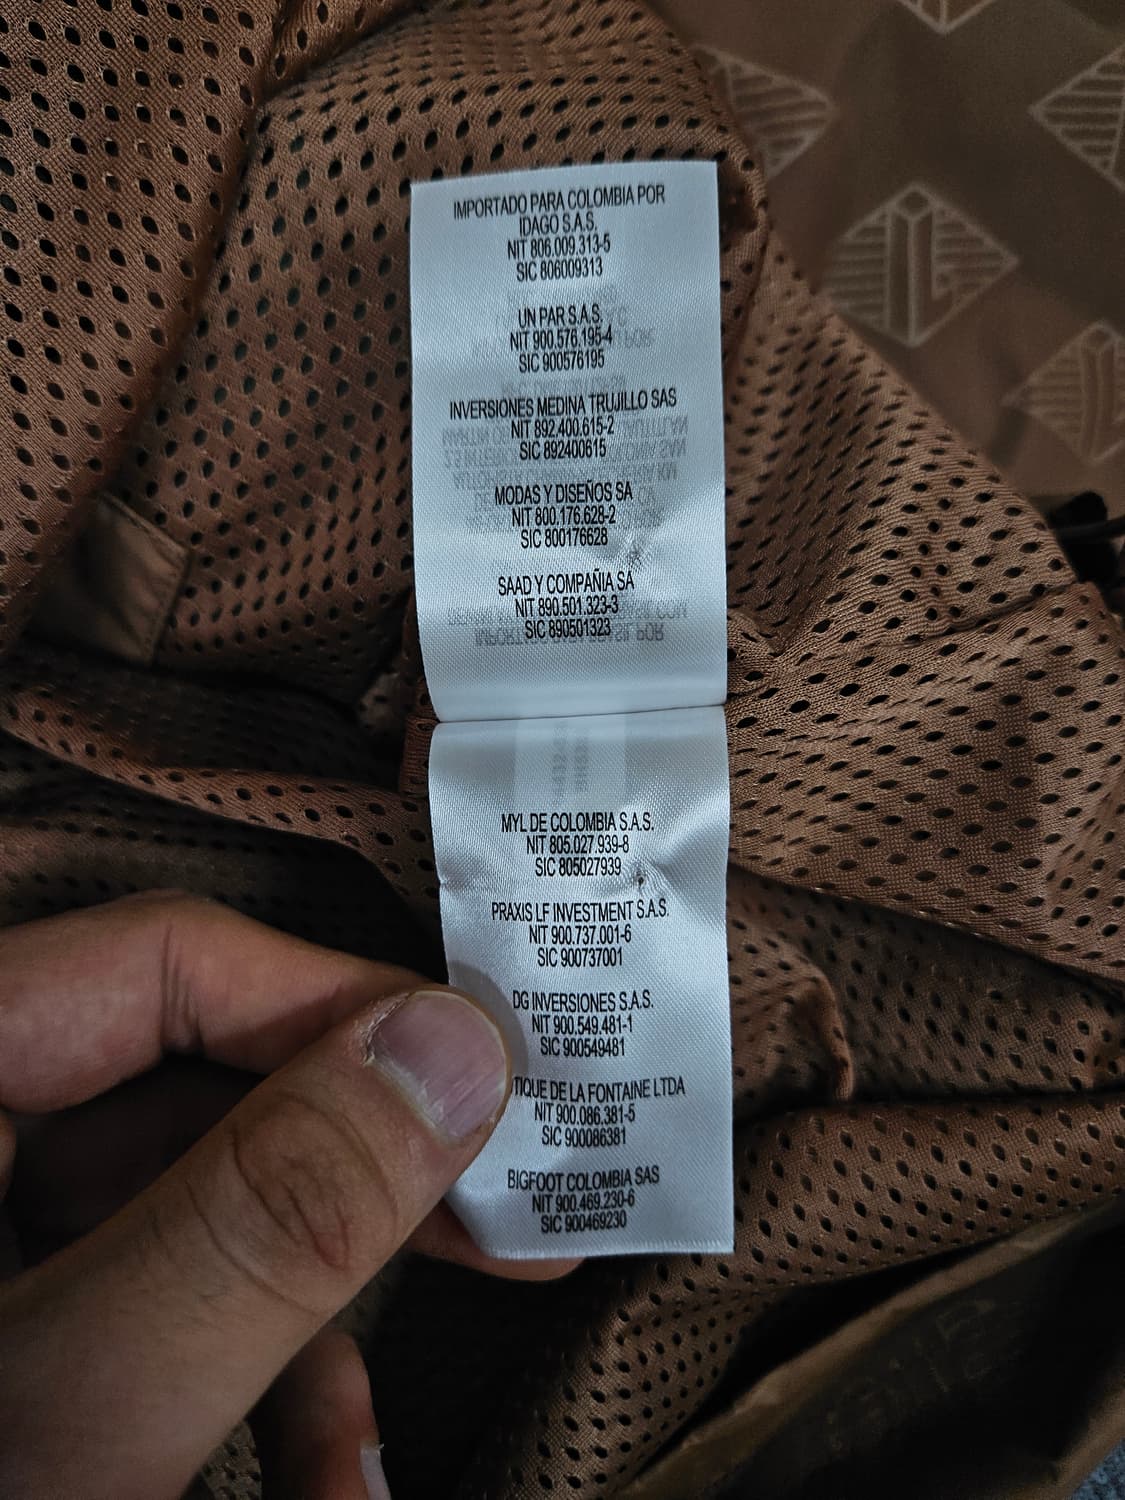 IMPORTADO PARA COLOMBIA POR
IDAGO S.A.S.
NIT 806.009.313-5
SIC 806009313
UN PAR S.A.S.
NIT 900.576.195-4
SIC 900576195
INVERSIONES MEDINA TRUJILLO SAS
NIT 892.400.615-2
SIC 892400615
MODAS Y DISEÑOS SA
NIT 800.176.628-2
SIC 800176628
SAAD Y COMPAÑIA SA
NIT 890.501.323-3
SIC 890501323
MYL DE COLOMBIA S.A.S.
NIT 805.027.939-8
SIC 805027939
PRAXIS LF INVESTMENT S.A.S.
NIT 900.737.001-6
SIC 900737001
DG INVERSIONES S.A.S.
NIT 900.549.481-1
SIC 900549481
DE LA FONTAINE LTDA
NIT 900.086.381-5
SIC 900086381
BIGFOOT COLOMBIA SAS
NIT 900.469.230-6
SIC 900469230